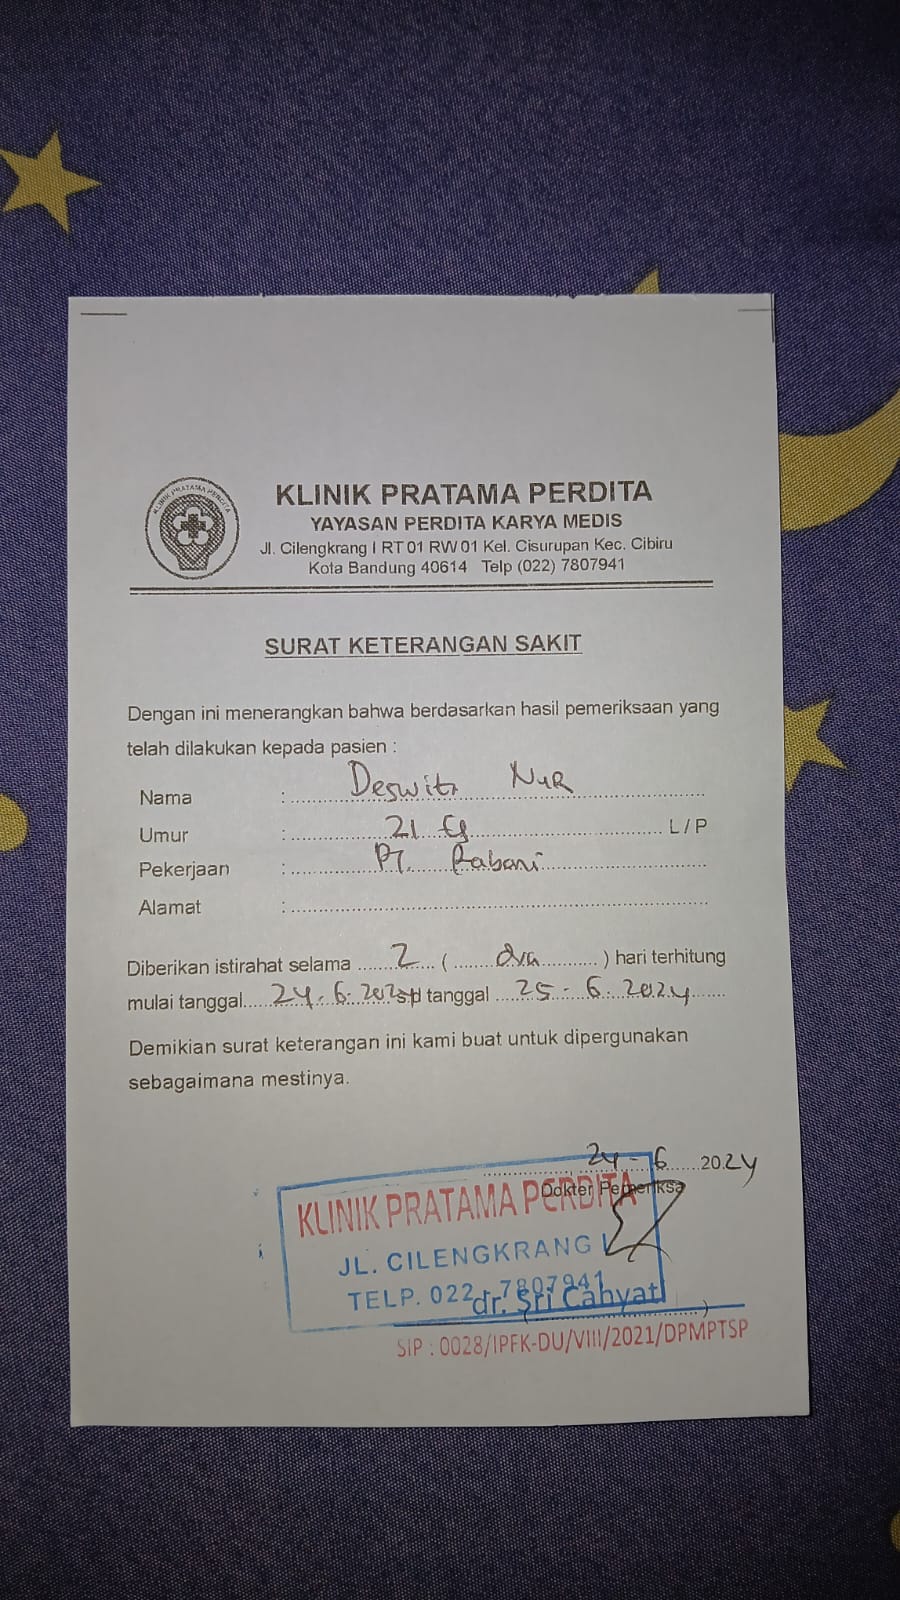 KLINIK PRATAMA PERDITA
KLINIK PRATAMA PERDITA
YAYASAN PERDITA KARYA MEDIS
Jl. Cilengkrang I RT 01 RW 01 Kel. Cisurupan Kec. Cibiru
Kota Bandung 40614 Telp (022) 7807941
SURAT KETERANGAN SAKIT
Dengan ini menerangkan bahwa berdasarkan hasil pemeriksaan yang
telah dilakukan kepada pasien :
Nama : Deswita Nur
Umur : 21 L / P
Pekerjaan : PT. Rabani
Alamat :
Diberikan istirahat selama 2 ( dua ) hari terhitung
mulai tanggal 24.6.2024 s/d tanggal 25-6.2024
Demikian surat keterangan ini kami buat untuk dipergunakan
sebagaimana mestinya.
24-6 2024
Dokter Pemeriksa
KLINIK PRATAMA PERDITA
JL. CILENGKRANG I
TELP. 022 - 7807941
dr. Sri Cahyati
SIP : 0028/IPFK-DU/VIII/2021/DPMPTSP